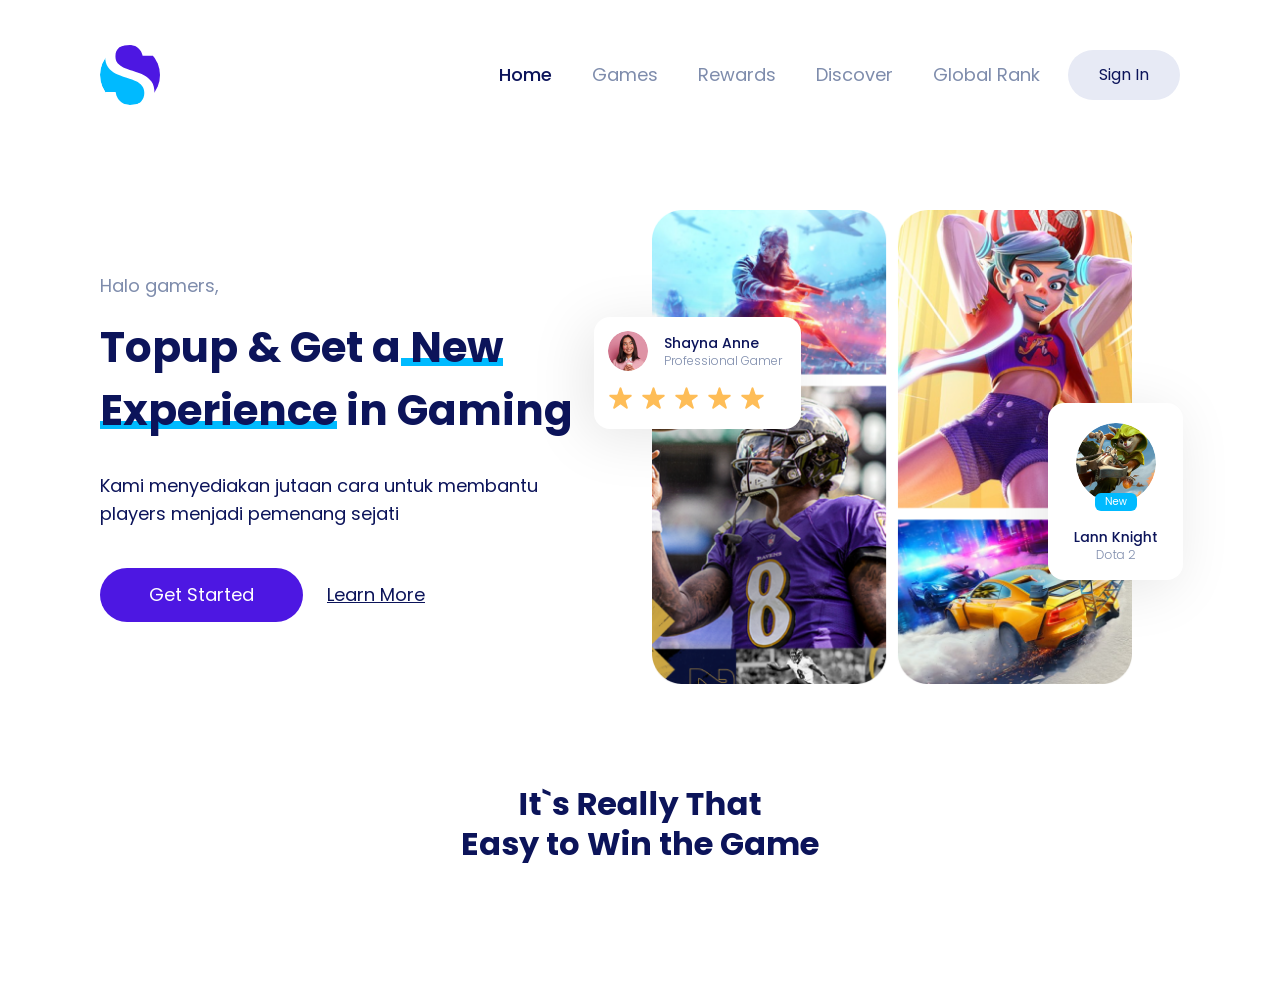 Home
Games
Rewards
Discover
Global Rank
Sign In
Halo gamers,
Topup & Get a New
Experience in Gaming
Kami menyediakan jutaan cara untuk membantu
players menjadi pemenang sejati
Get Started
Learn More
Shayna Anne
Professional Gamer
RAVENS
8
New
Lann Knight
Dota 2
It`s Really That
Easy to Win the Game